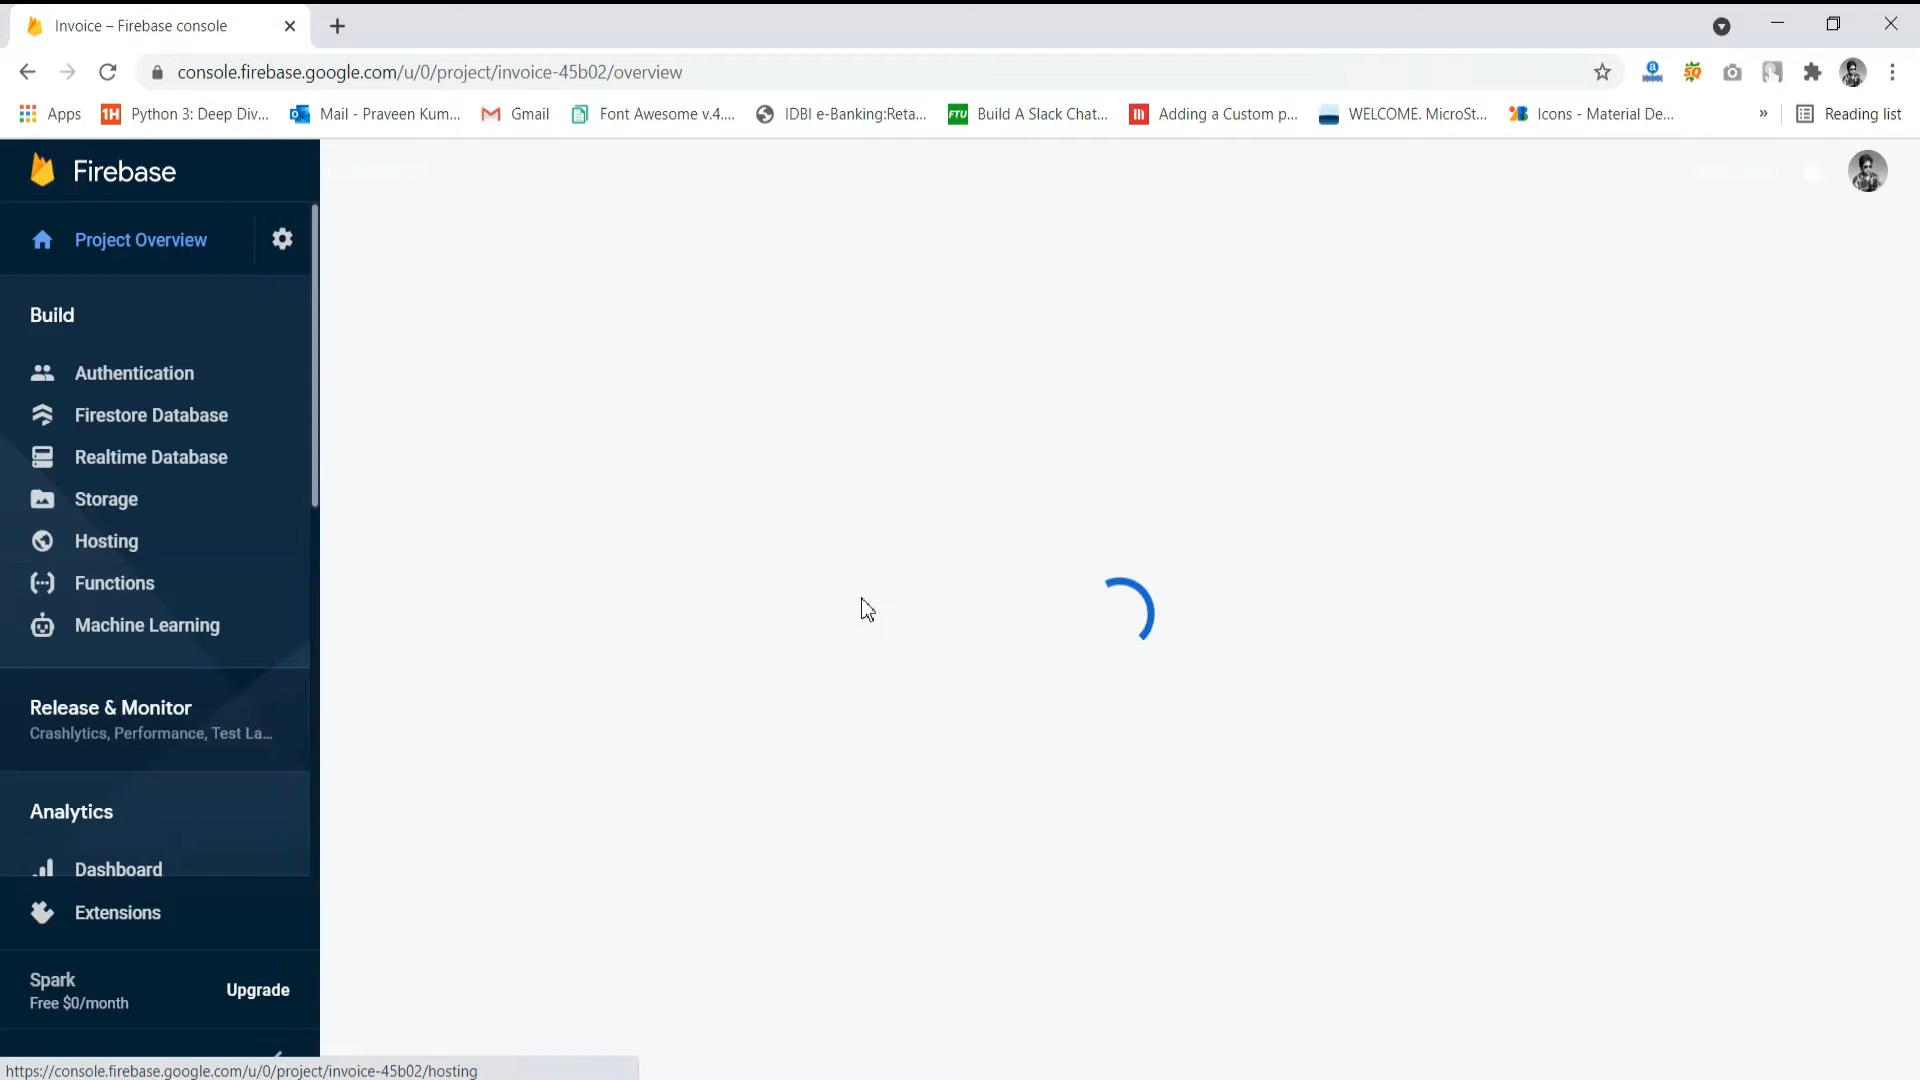 Invoice – Firebase console
console.firebase.google.com/u/0/project/invoice-45b02/overview
Apps
1H
Python 3: Deep Div...
Mail - Praveen Kum...
Gmail
Font Awesome v.4....
IDBI e-Banking:Reta...
FTU
Build A Slack Chat...
Adding a Custom p...
WELCOME. MicroSt...
Icons - Material De...
»
Reading list
Firebase
Project Overview
Build
Authentication
Firestore Database
Realtime Database
Storage
Hosting
Functions
Machine Learning
Release & Monitor
Crashlytics, Performance, Test La...
Analytics
Dashboard
Extensions
Spark
Free $0/month
Upgrade
https://console.firebase.google.com/u/0/project/invoice-45b02/hosting